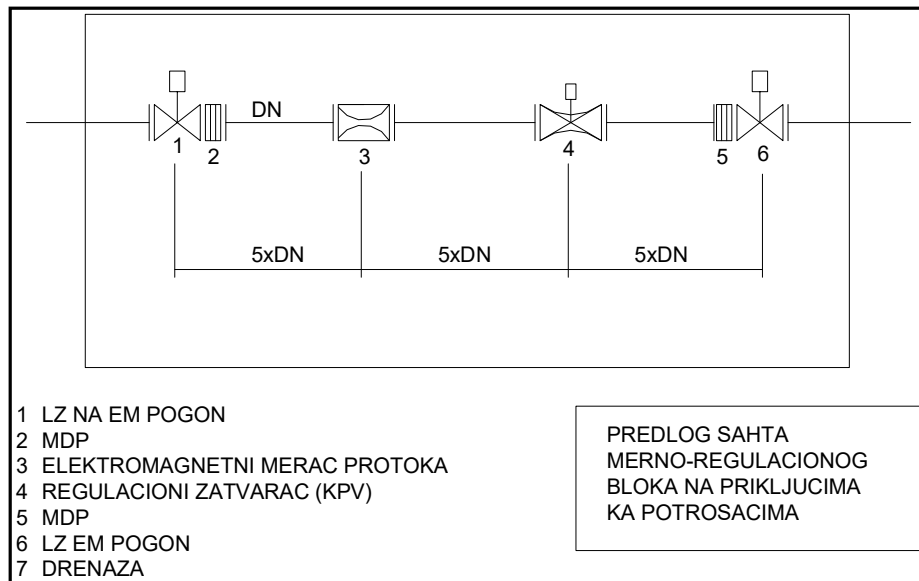 DN
1
2
3
4
5
6
5xDN
5xDN
5xDN
1 LZ NA EM POGON
2 MDP
3 ELEKTROMAGNETNI MERAC PROTOKA
4 REGULACIONI ZATVARAC (KPV)
5 MDP
6 LZ EM POGON
7 DRENAZA
PREDLOG SAHTA
MERNO-REGULACIONOG
BLOKA NA PRIKLJUCIMA
KA POTROSACIMA